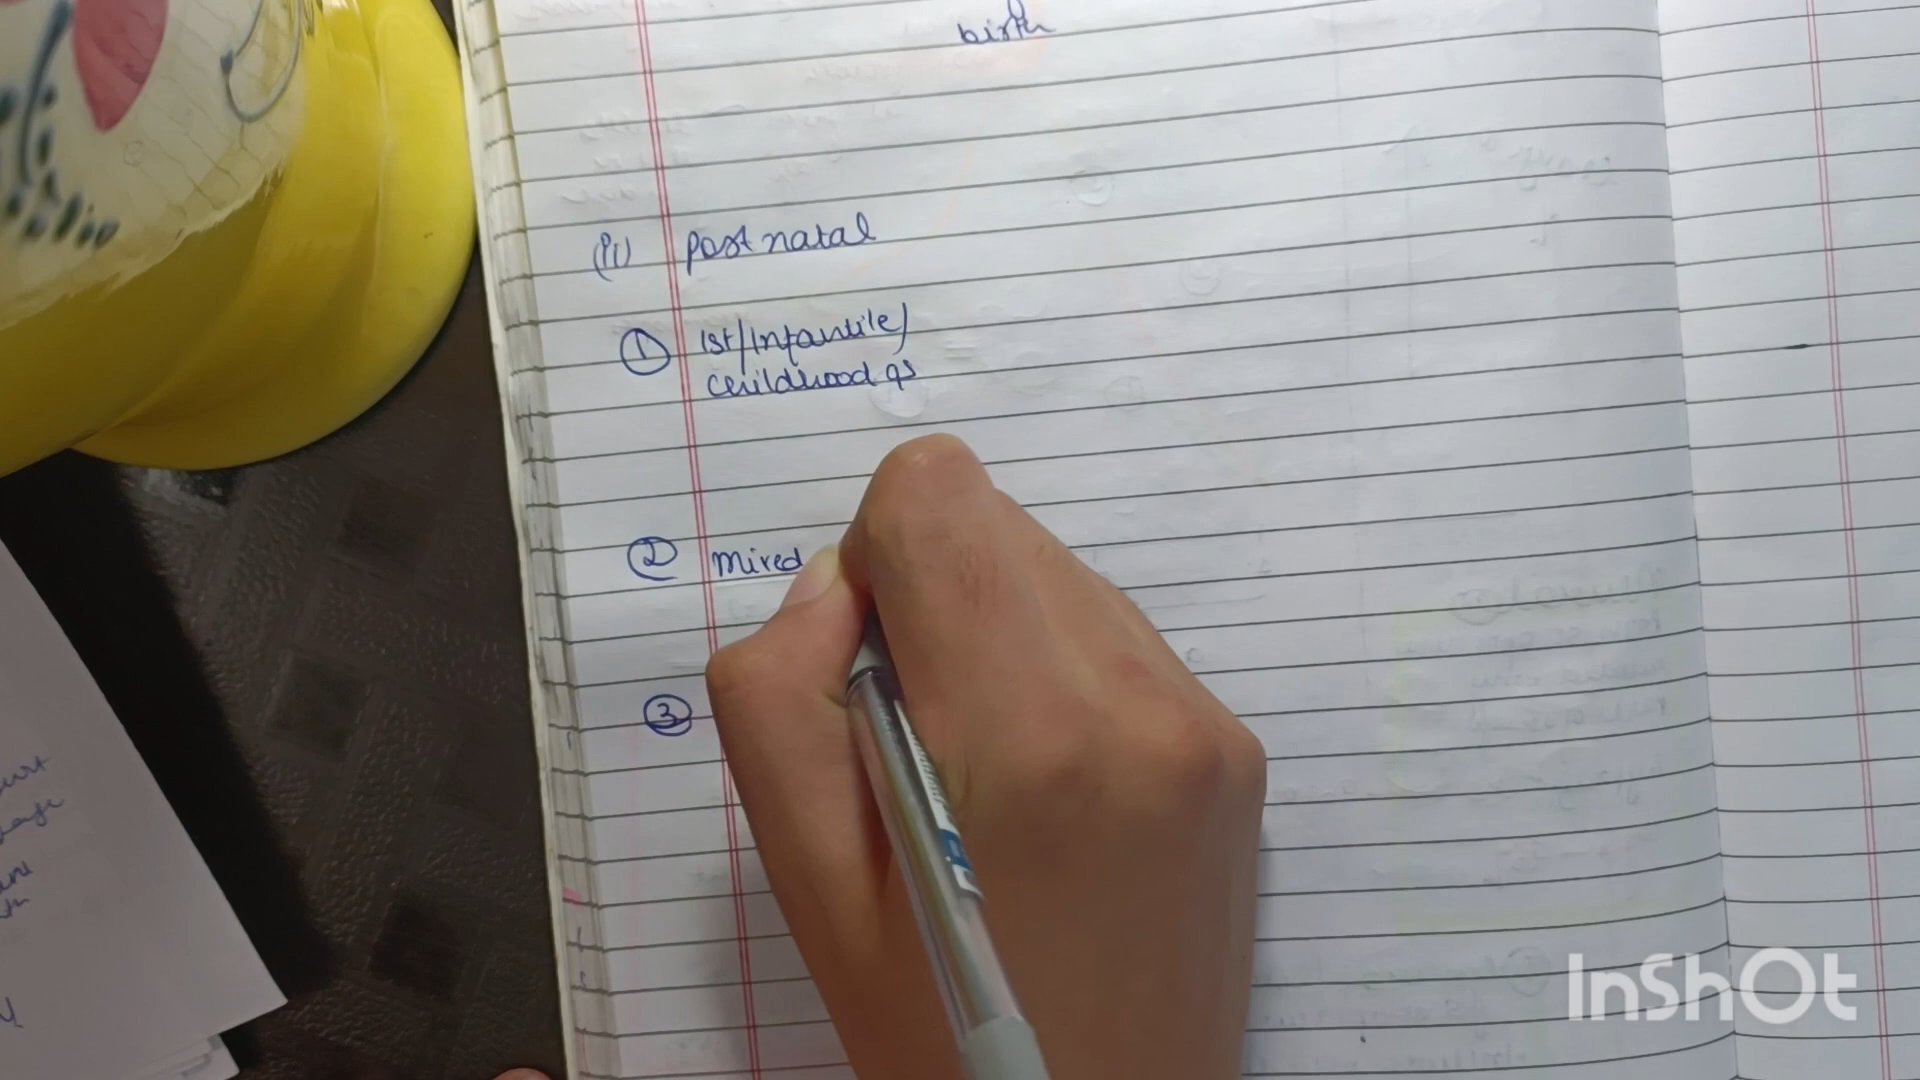 birth
(ii) Post natal
① 1st/Infantile/
childhood gs
② Mixed
③
InShOt